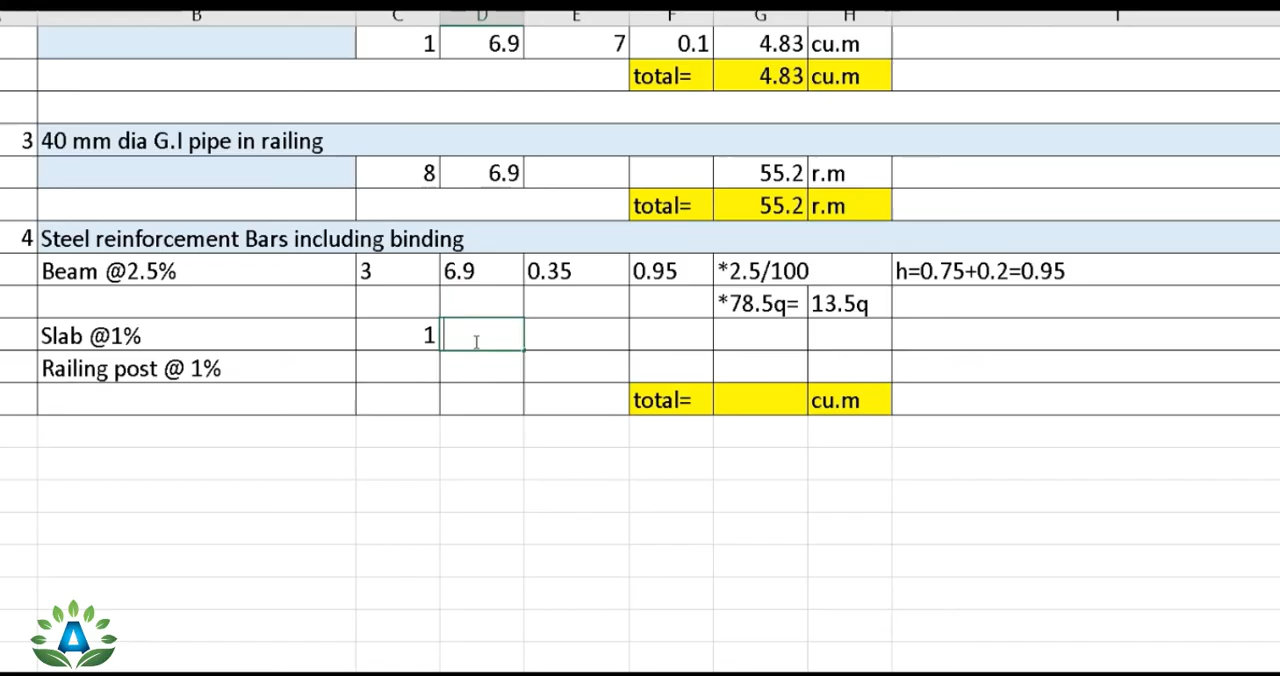 B C D E F G H I
1 6.9 7 0.1 4.83 cu.m
total= 4.83 cu.m
3 40 mm dia G.I pipe in railing
8 6.9 55.2 r.m
total= 55.2 r.m
4 Steel reinforcement Bars including binding
Beam @2.5% 3 6.9 0.35 0.95 *2.5/100 h=0.75+0.2=0.95
*78.5q= 13.5q
Slab @1% 1
Railing post @ 1%
total= cu.m